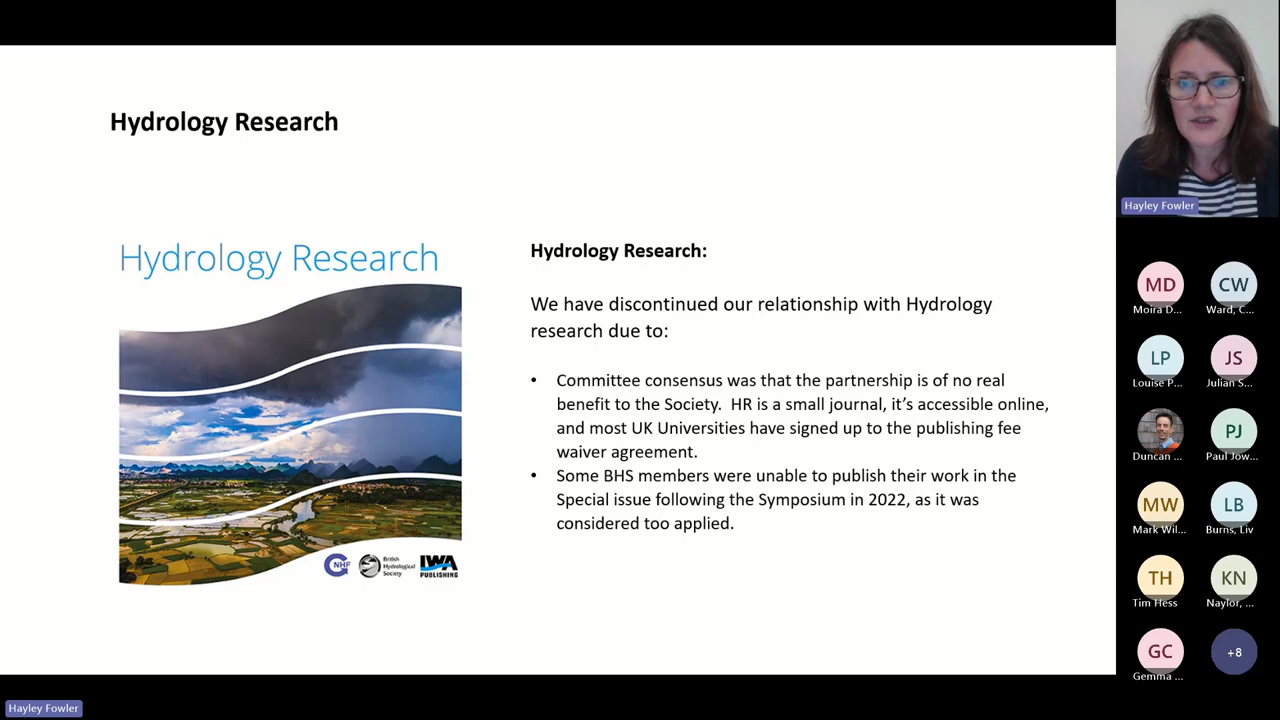 Hydrology Research
Hydrology Research
NHF
British
Hydrological
Society
IWA
PUBLISHING
Hydrology Research:
We have discontinued our relationship with Hydrology
research due to:
• Committee consensus was that the partnership is of no real
benefit to the Society.  HR is a small journal, it’s accessible online,
and most UK Universities have signed up to the publishing fee
waiver agreement.
• Some BHS members were unable to publish their work in the
Special issue following the Symposium in 2022, as it was
considered too applied.
Hayley Fowler
MD
Moira D...
CW
Ward, C...
LP
Louise P...
JS
Julian S...
Duncan ...
PJ
Paul Jow...
MW
Mark Wil...
LB
Burns, Liv
TH
Tim Hess
KN
Naylor, ...
GC
Gemma ...
+8
Hayley Fowler